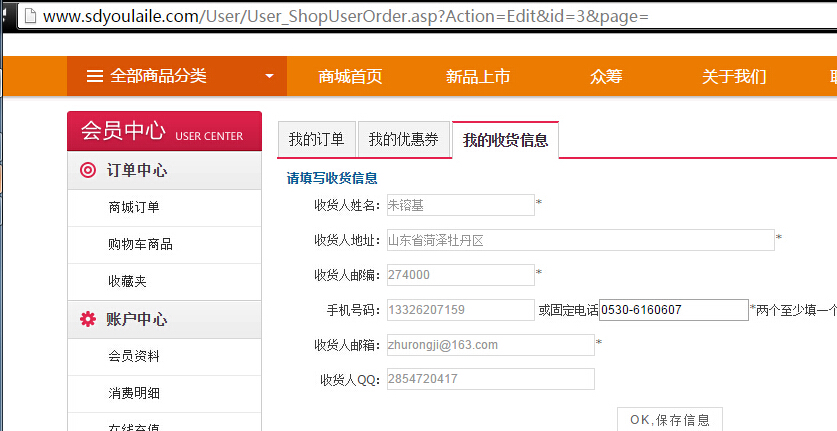 www.sdyoulaile.com/User/User_ShopUserOrder.asp?Action=Edit&id=3&page=
全部商品分类 商城首页 新品上市 众筹 关于我们
会员中心 USER CENTER
我的订单 我的优惠券 我的收货信息
订单中心
请填写收货信息
商城订单
收货人姓名: 朱镕基 *
购物车商品
收货人地址: 山东省菏泽牡丹区 *
收藏夹
收货人邮编: 274000 *
账户中心
手机号码: 13326207159 或固定电话 0530-6160607 *两个至少填一个
会员资料
收货人邮箱: zhurongji@163.com *
消费明细
收货人QQ: 2854720417
在线充值
OK,保存信息